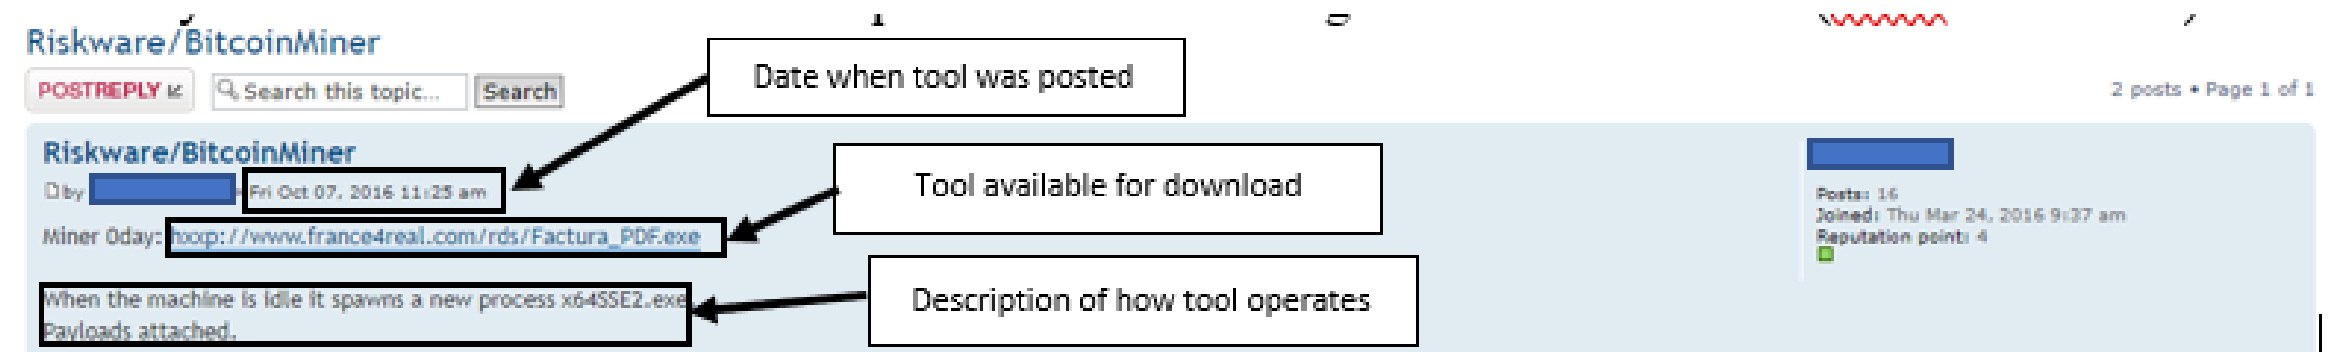 Riskware/BitcoinMiner
POSTREPLY Search this topic... Search
Date when tool was posted
2 posts • Page 1 of 1
Riskware/BitcoinMiner
by Fri Oct 07, 2016 11:25 am
Tool available for download
Posts: 16
Joined: Thu Mar 24, 2016 9:37 am
Reputation point: 4
Miner 0day: hxxp://www.france4real.com/rds/Factura_PDF.exe
When the machine is idle it spawns a new process x64SSE2.exe
Payloads attached.
Description of how tool operates